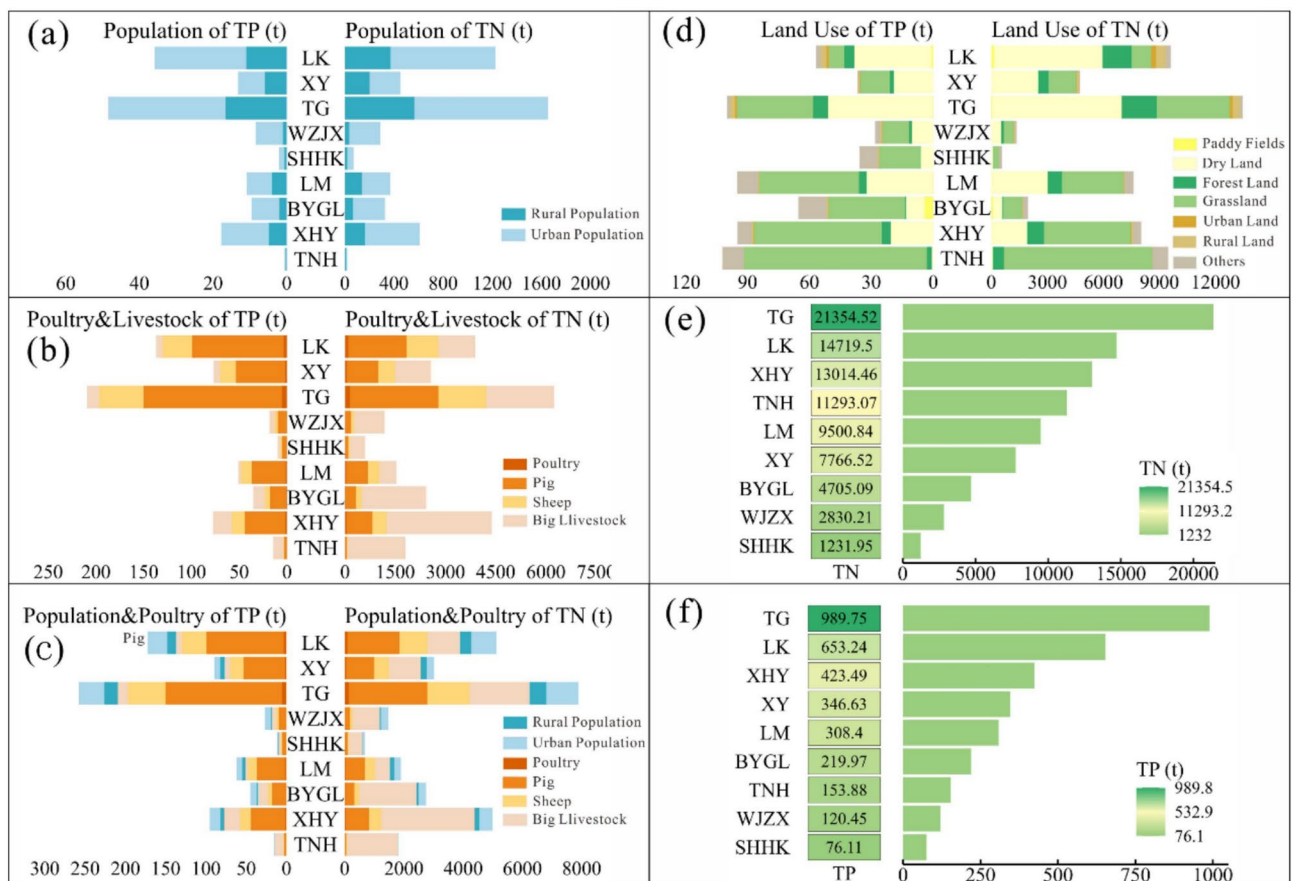 (a)
Population of TP (t)
Population of TN (t)
LK
XY
TG
WZJX
SHHK
LM
BYGL
XHY
TNH
Rural Population
Urban Population
60 40 20 0
0 400 800 1200 1600 2000
(b)
Poultry&Livestock of TP (t)
Poultry&Livestock of TN (t)
LK
XY
TG
WZJX
SHHK
LM
BYGL
XHY
TNH
Poultry
Pig
Sheep
Big Llivestock
250 200 150 100 50 0
0 1500 3000 4500 6000 7500
(c)
Population&Poultry of TP (t)
Population&Poultry of TN (t)
Pig
LK
XY
TG
WZJX
SHHK
LM
BYGL
XHY
TNH
Rural Population
Urban Population
Poultry
Pig
Sheep
Big Llivestock
300 250 200 150 100 50 0
0 2000 4000 6000 8000
(d)
Land Use of TP (t)
Land Use of TN (t)
LK
XY
TG
WZJX
SHHK
LM
BYGL
XHY
TNH
Paddy Fields
Dry Land
Forest Land
Grassland
Urban Land
Rural Land
Others
120 90 60 30 0
0 3000 6000 9000 12000
(e)
TG 21354.52
LK 14719.5
XHY 13014.46
TNH 11293.07
LM 9500.84
XY 7766.52
BYGL 4705.09
WJZX 2830.21
SHHK 1231.95
TN
0 5000 10000 15000 20000
TN (t)
21354.5
11293.2
1232
(f)
TG 989.75
LK 653.24
XHY 423.49
XY 346.63
LM 308.4
BYGL 219.97
TNH 153.88
WJZX 120.45
SHHK 76.11
TP
0 250 500 750 1000
TP (t)
989.8
532.9
76.1